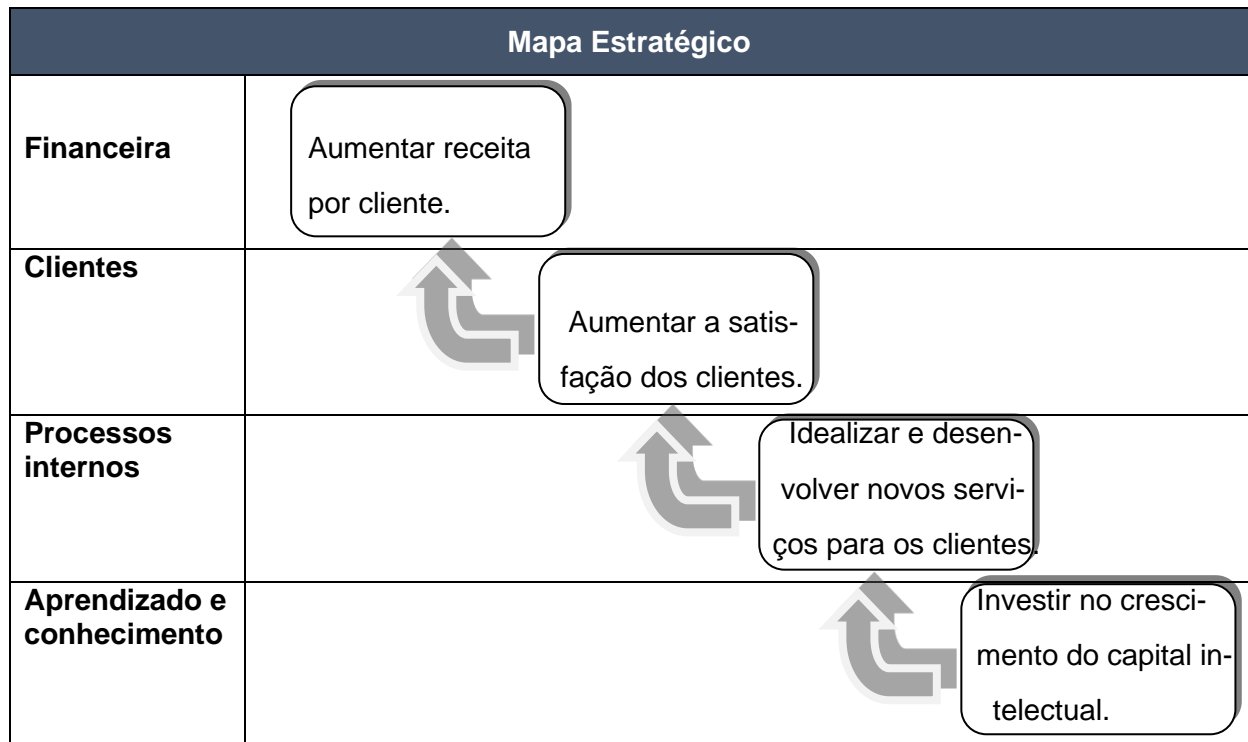 Mapa Estratégico
Financeira
Aumentar receita
por cliente.
Clientes
Aumentar a satis-
fação dos clientes.
Processos
internos
Idealizar e desen-
volver novos servi-
ços para os clientes.
Aprendizado e
conhecimento
Investir no cresci-
mento do capital in-
telectual.